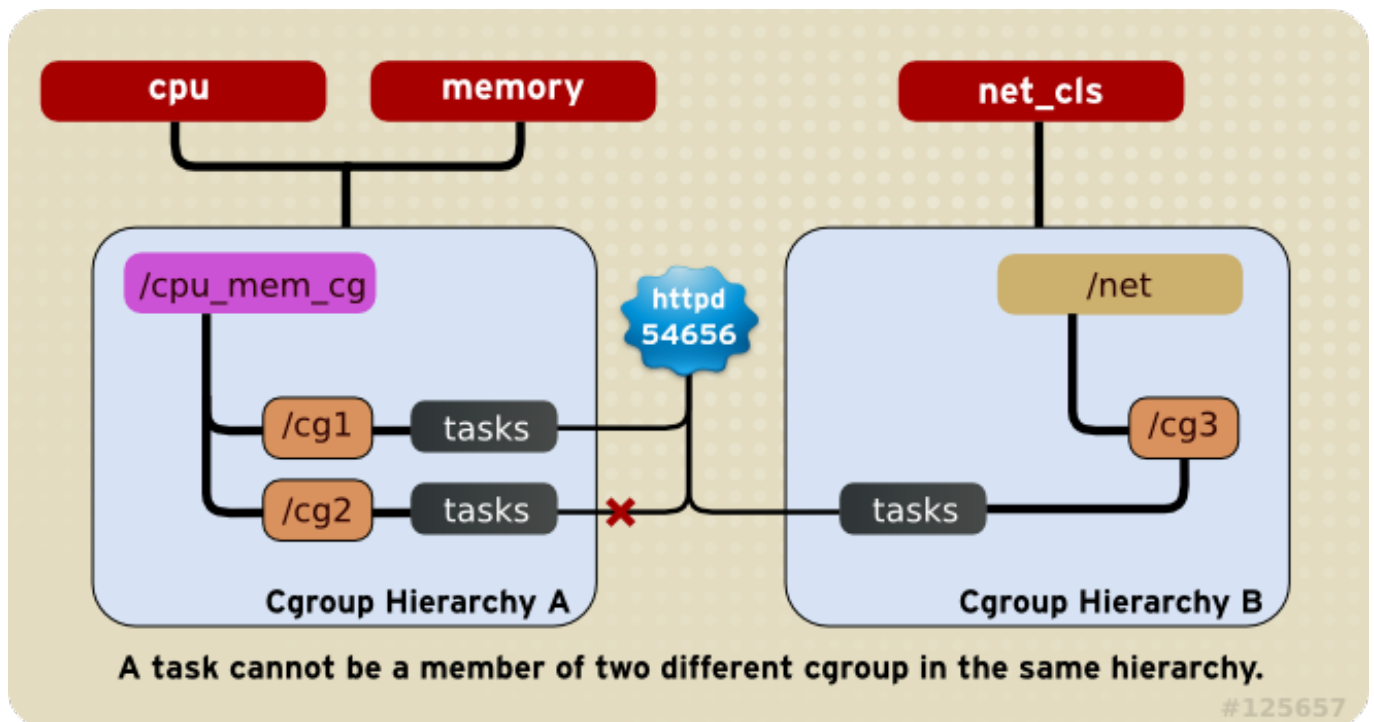 cpu
memory
net_cls
/cpu_mem_cg
httpd
54656
/net
/cg1
tasks
/cg3
/cg2
tasks
tasks
Cgroup Hierarchy A
Cgroup Hierarchy B
A task cannot be a member of two different cgroup in the same hierarchy.
#125657